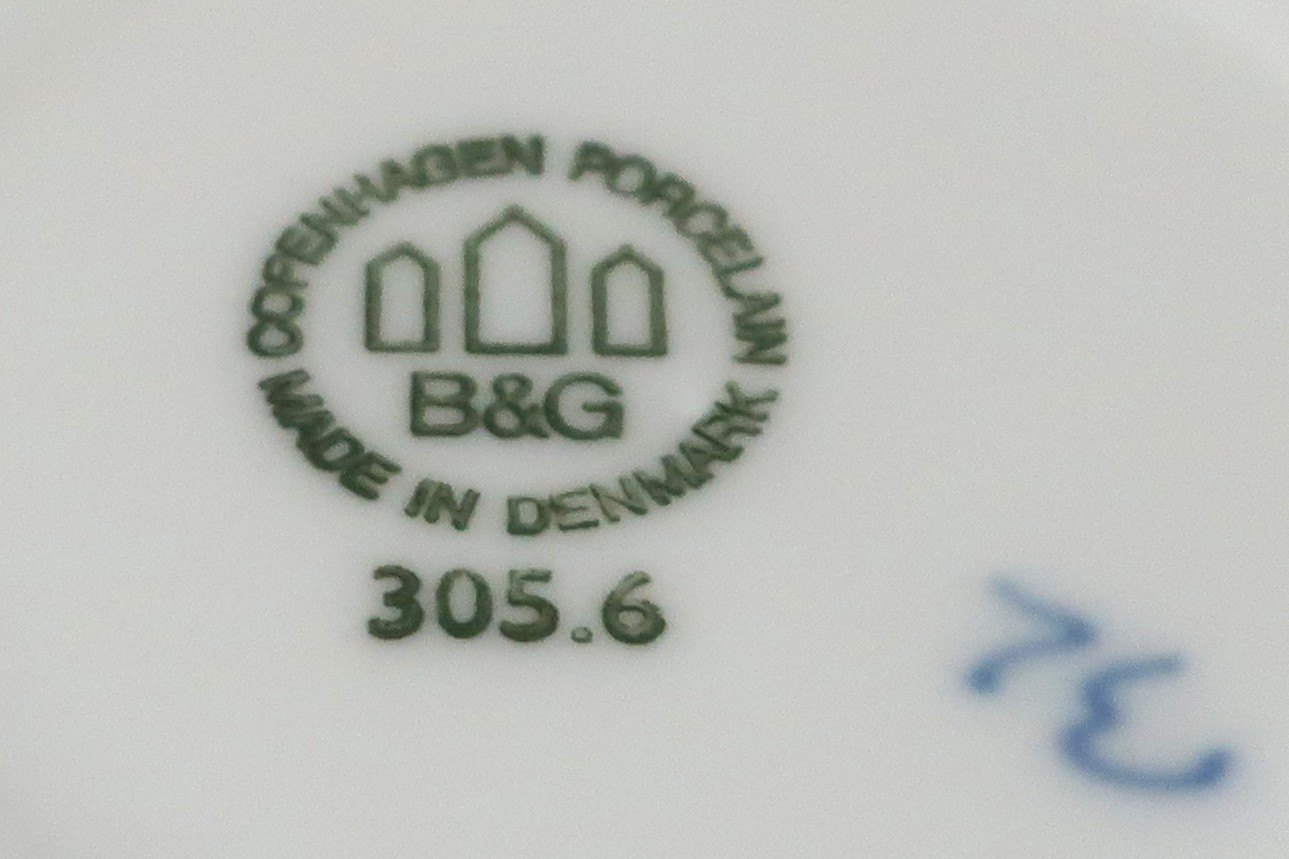 COPENHAGEN PORCELAIN
B&G
MADE IN DENMARK
305.6